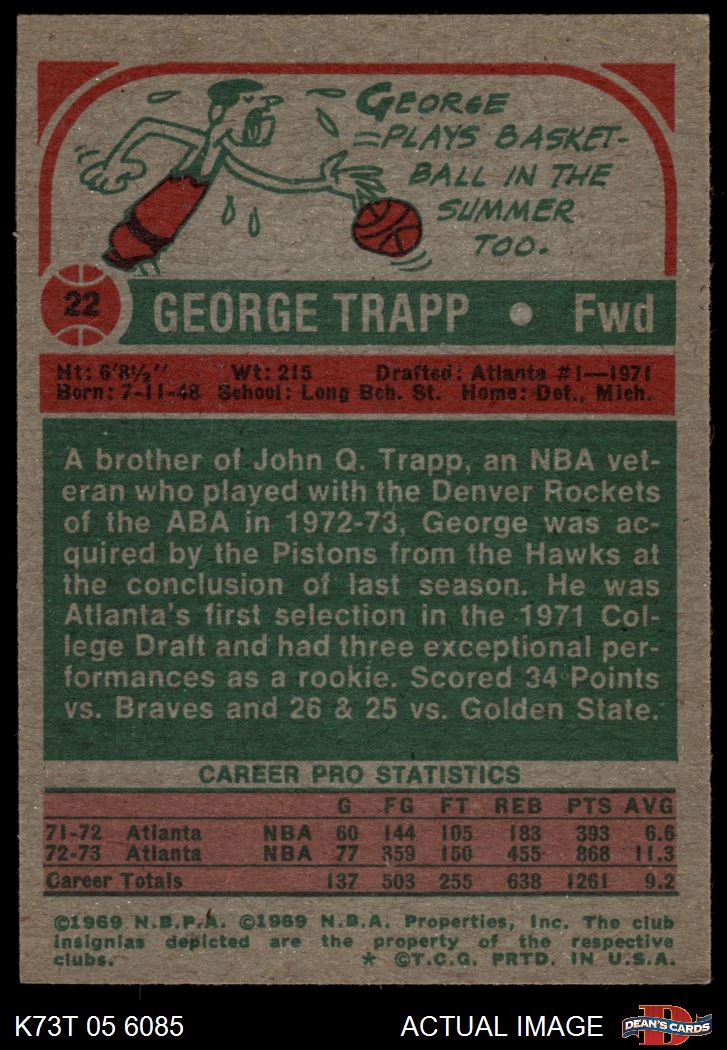 GEORGE
PLAYS BASKET-
BALL IN THE
SUMMER
TOO.
22 GEORGE TRAPP • Fwd
Ht: 6'8½" Wt: 215 Drafted: Atlanta #1—1971
Born: 7-11-48 School: Long Bch. St. Home: Det., Mich.
A brother of John Q. Trapp, an NBA vet-
eran who played with the Denver Rockets
of the ABA in 1972-73, George was ac-
quired by the Pistons from the Hawks at
the conclusion of last season. He was
Atlanta's first selection in the 1971 Col-
lege Draft and had three exceptional per-
formances as a rookie. Scored 34 Points
vs. Braves and 26 & 25 vs. Golden State.
CAREER PRO STATISTICS
G FG FT REB PTS AVG
71-72 Atlanta NBA 60 144 105 183 393 6.6
72-73 Atlanta NBA 77 359 150 455 868 11.3
Career Totals 137 503 255 638 1261 9.2
©1969 N.B.P.A. ©1969 N.B.A. Properties, Inc. The club
insignias depicted are the property of the respective
clubs. * ©T.C.G. PRTD. IN U.S.A.
K73T 05 6085 ACTUAL IMAGE D DEAN'S CARDS